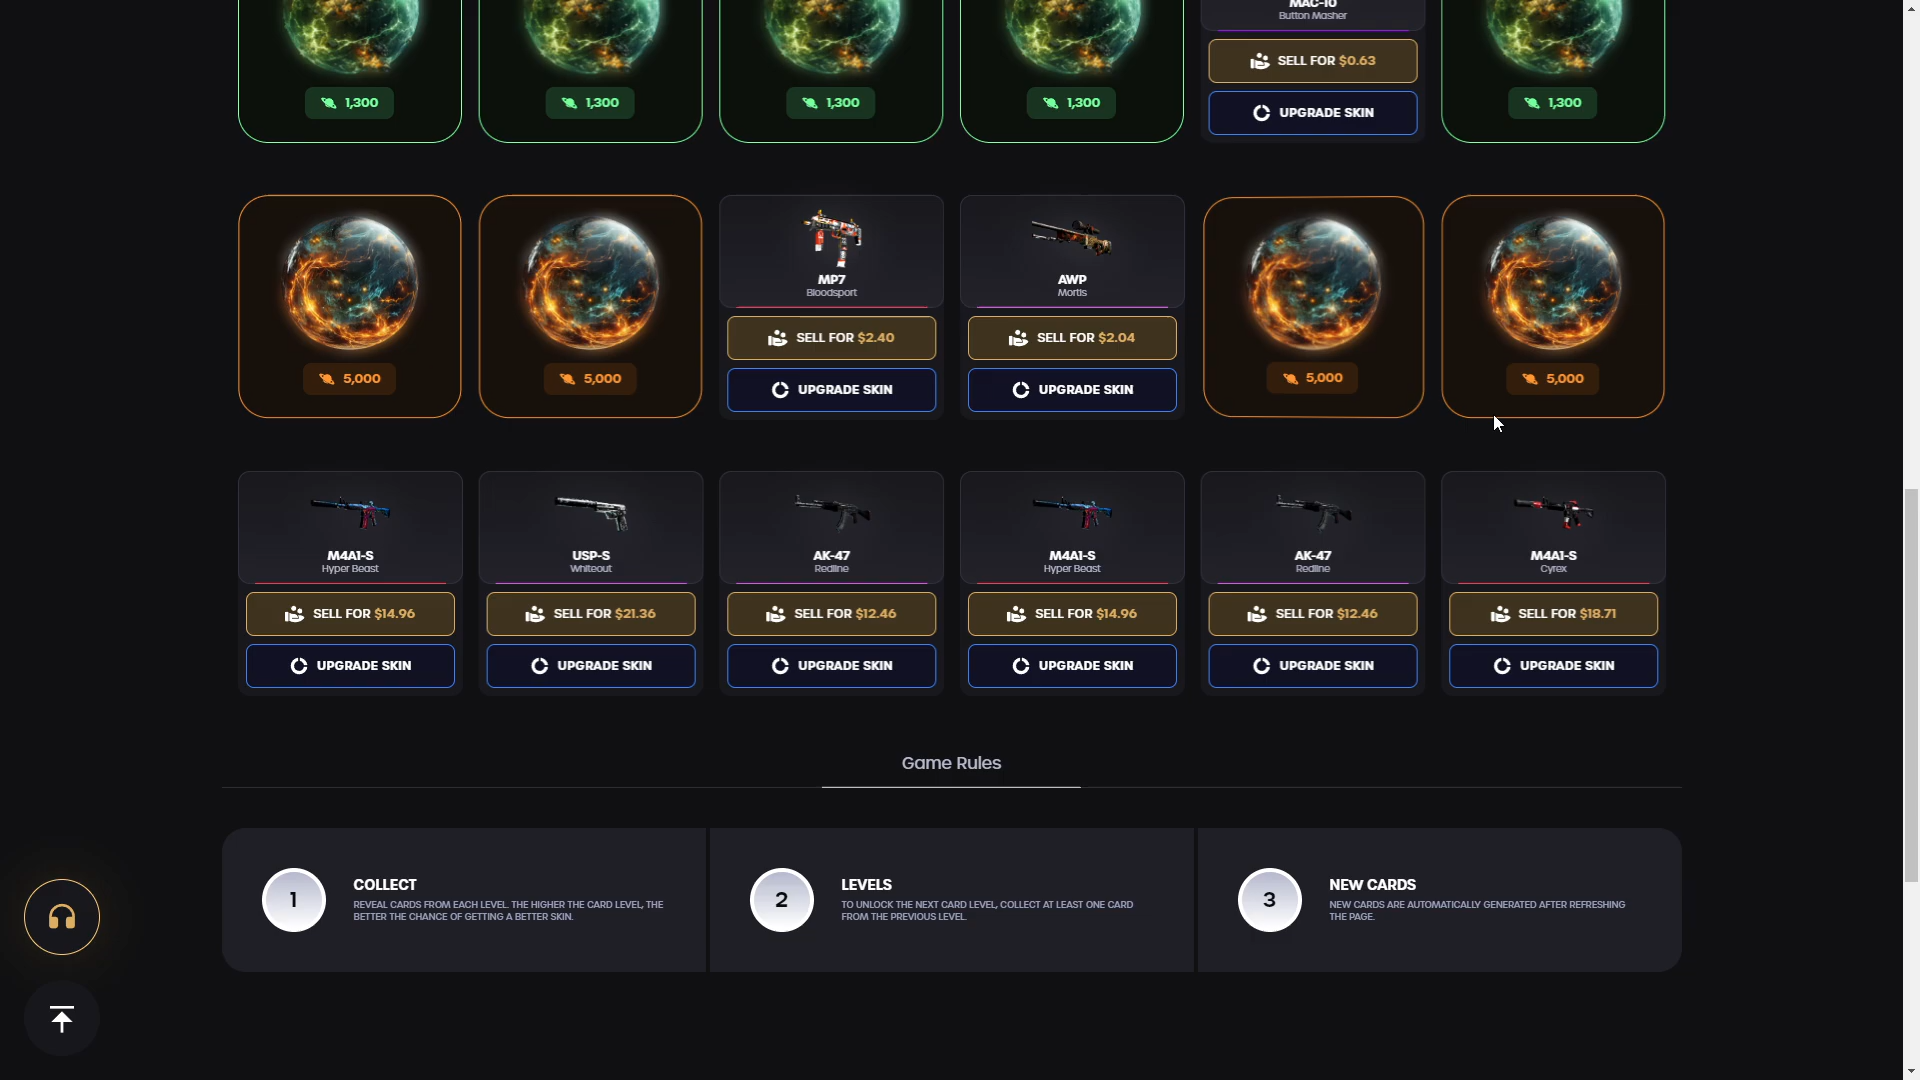 MAC-10
Button Masher
SELL FOR $0.63
1,300
1,300
1,300
1,300
UPGRADE SKIN
1,300
MP7
Bloodsport
AWP
Mortis
SELL FOR $2.40
SELL FOR $2.04
5,000
5,000
UPGRADE SKIN
UPGRADE SKIN
5,000
5,000
M4A1-S
Hyper Beast
USP-S
Whiteout
AK-47
Redline
M4A1-S
Hyper Beast
AK-47
Redline
M4A1-S
Cyrex
SELL FOR $14.96
SELL FOR $21.36
SELL FOR $12.46
SELL FOR $14.96
SELL FOR $12.46
SELL FOR $18.71
UPGRADE SKIN
UPGRADE SKIN
UPGRADE SKIN
UPGRADE SKIN
UPGRADE SKIN
UPGRADE SKIN
Game Rules
1
COLLECT
REVEAL CARDS FROM EACH LEVEL. THE HIGHER THE CARD LEVEL, THE
BETTER THE CHANCE OF GETTING A BETTER SKIN.
2
LEVELS
TO UNLOCK THE NEXT CARD LEVEL, COLLECT AT LEAST ONE CARD
FROM THE PREVIOUS LEVEL.
3
NEW CARDS
NEW CARDS ARE AUTOMATICALLY GENERATED AFTER REFRESHING
THE PAGE.